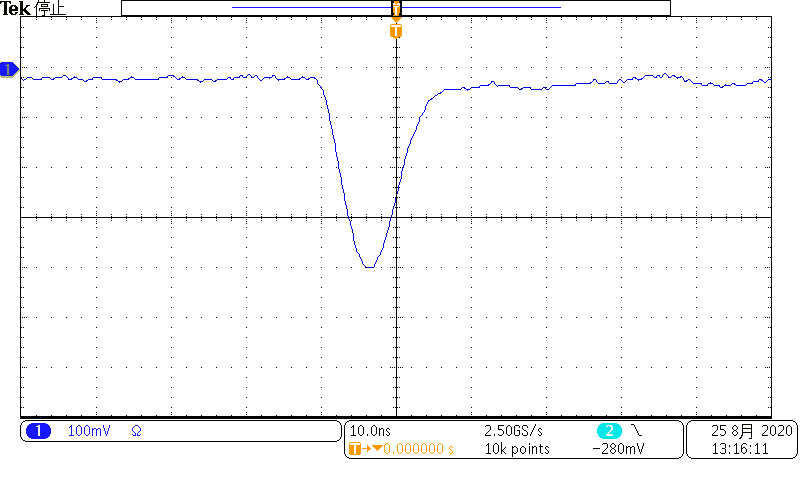 Tek 停止
T
T
1
1 100mV Ω
10.0ns 2.50GS/s 2
T→▼0.000000 s 10k points −280mV
25 8月 2020
13:16:11